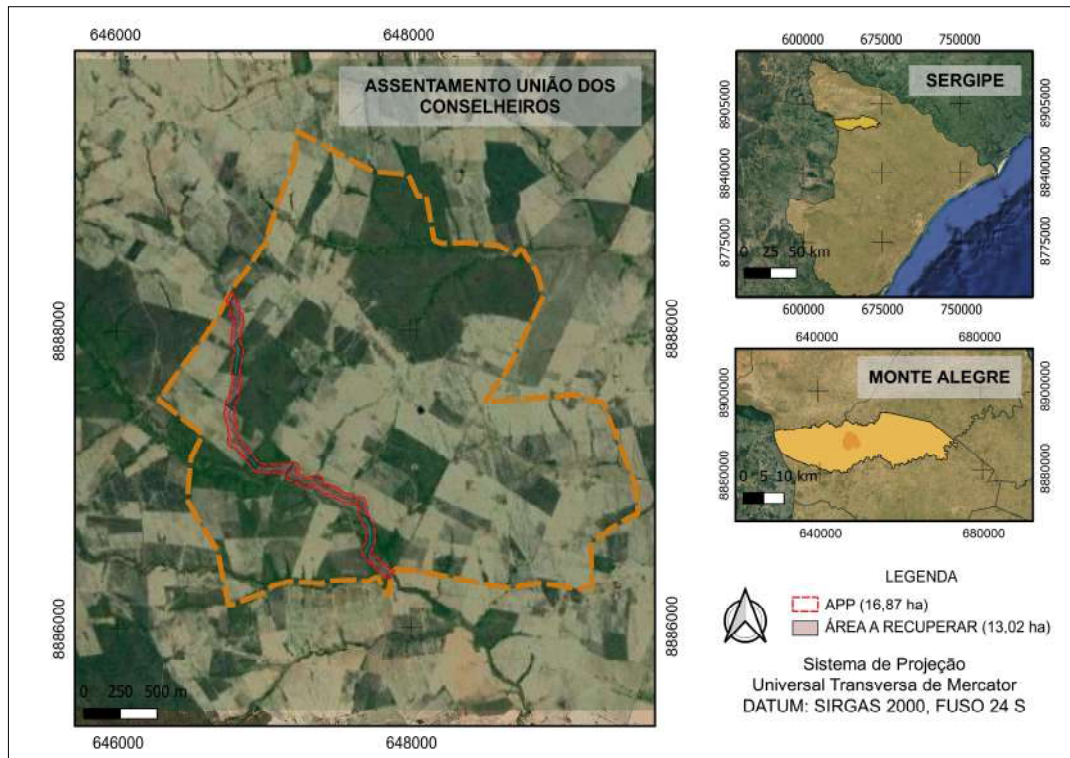 646000 648000
ASSENTAMENTO UNIÃO DOS
CONSELHEIROS
8888000 8888000
8886000 8886000
0 250 500 m
646000 648000
600000 675000 750000
SERGIPE
8905000 8905000
8840000 8840000
8775000 8775000
0 25 50 km
600000 675000 750000
640000 680000
MONTE ALEGRE
8900000 8900000
8880000 8880000
0 5 10 km
640000 680000
LEGENDA
APP (16,87 ha)
ÁREA A RECUPERAR (13,02 ha)
Sistema de Projeção
Universal Transversa de Mercator
DATUM: SIRGAS 2000, FUSO 24 S